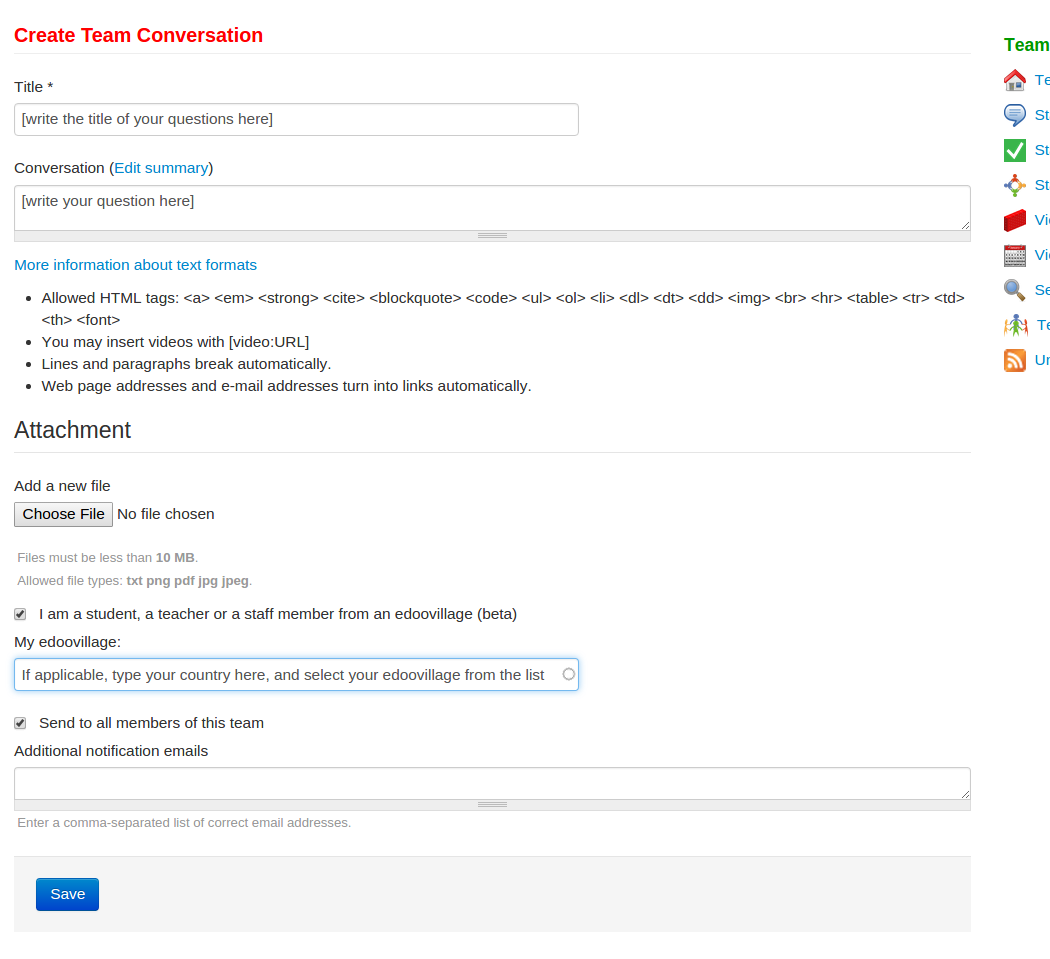 Create Team Conversation
Title *
[write the title of your questions here]
Conversation (Edit summary)
[write your question here]
More information about text formats
Allowed HTML tags: <a> <em> <strong> <cite> <blockquote> <code> <ul> <ol> <li> <dl> <dt> <dd> <img> <br> <hr> <table> <tr> <td>
<th> <font>
You may insert videos with [video:URL]
Lines and paragraphs break automatically.
Web page addresses and e-mail addresses turn into links automatically.
Attachment
Add a new file
Choose File No file chosen
Files must be less than 10 MB.
Allowed file types: txt png pdf jpg jpeg.
I am a student, a teacher or a staff member from an edoovillage (beta)
My edoovillage:
If applicable, type your country here, and select your edoovillage from the list
Send to all members of this team
Additional notification emails
Enter a comma-separated list of correct email addresses.
Save
Team
Te
St
St
St
Vi
Vi
Se
Te
Un